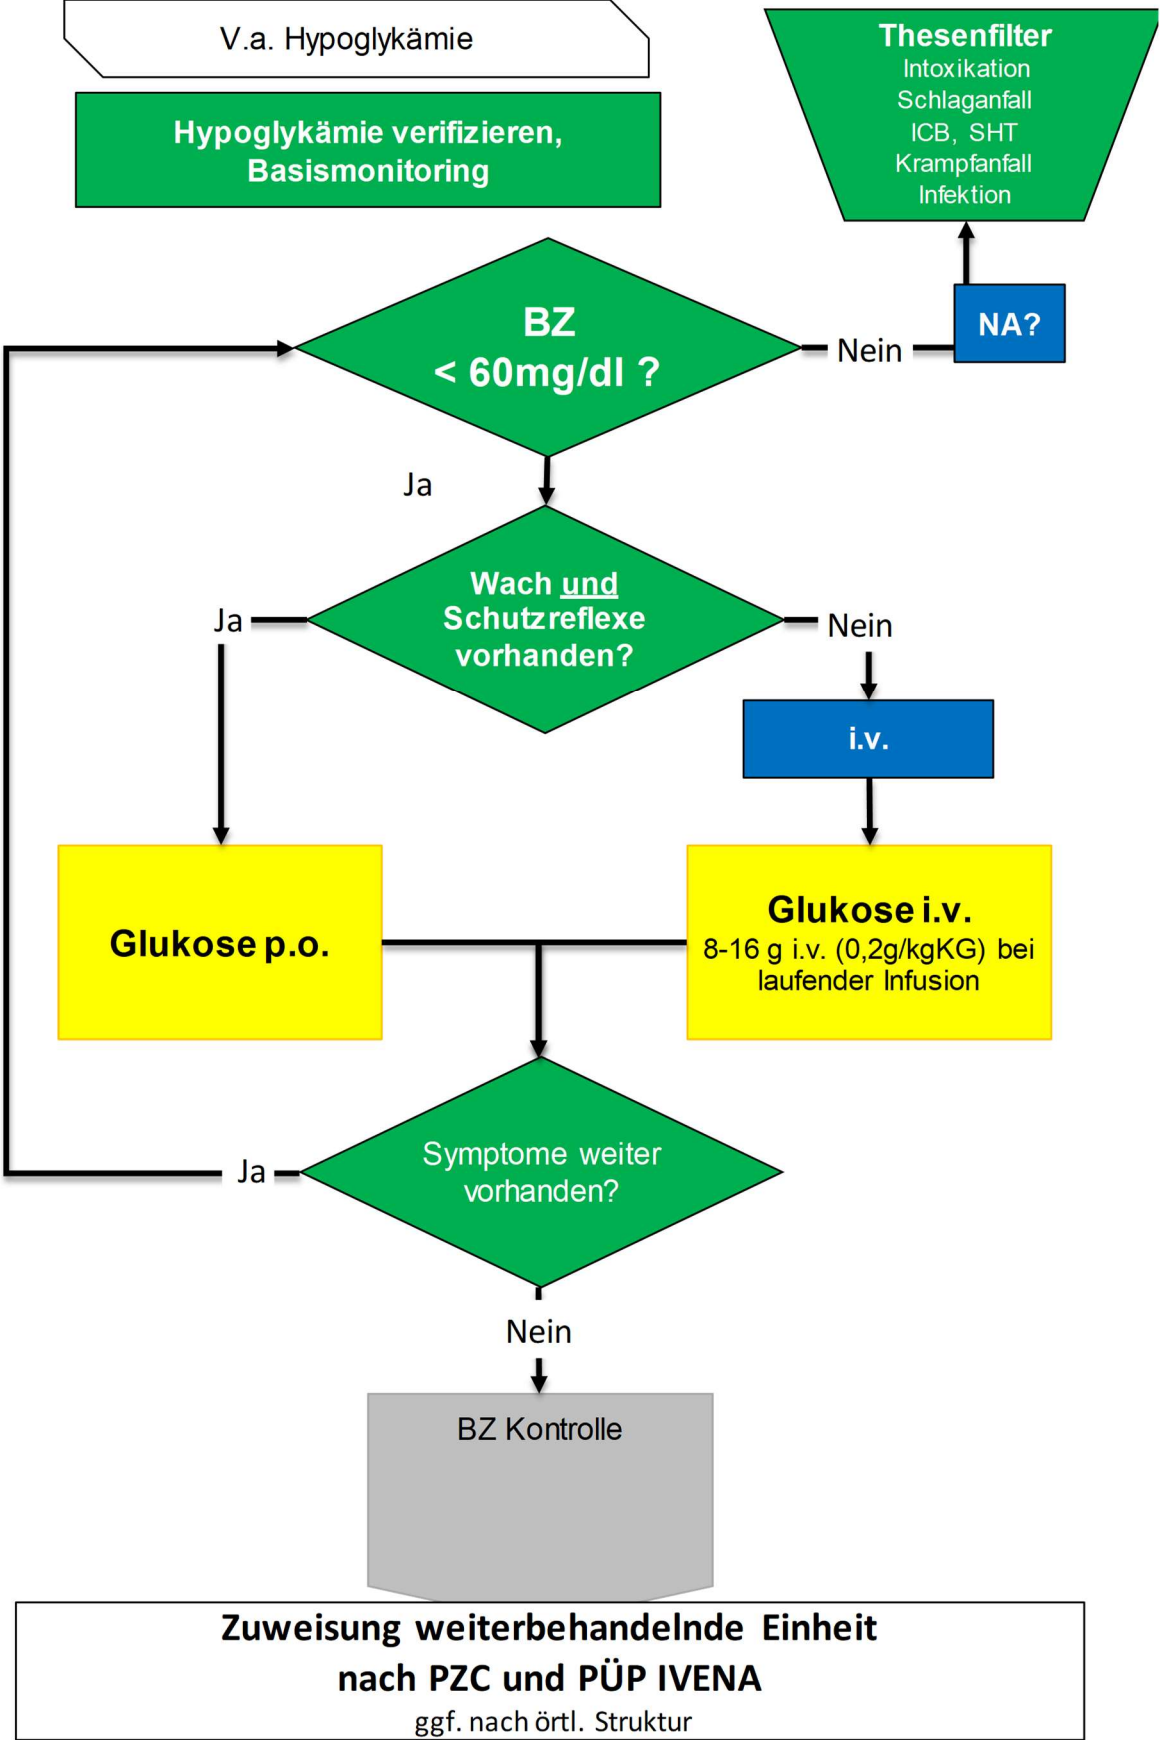 V.a. Hypoglykämie
Hypoglykämie verifizieren,
Basismonitoring
Thesenfilter
Intoxikation
Schlaganfall
ICB, SHT
Krampfanfall
Infektion
BZ
< 60mg/dl ?
Nein
NA?
Ja
Wach und
Schutzreflexe
vorhanden?
Ja
Nein
i.v.
Glukose p.o.
Glukose i.v.
8-16 g i.v. (0,2g/kgKG) bei
laufender Infusion
Symptome weiter
vorhanden?
Ja
Nein
BZ Kontrolle
Zuweisung weiterbehandelnde Einheit
nach PZC und PÜP IVENA
ggf. nach örtl. Struktur